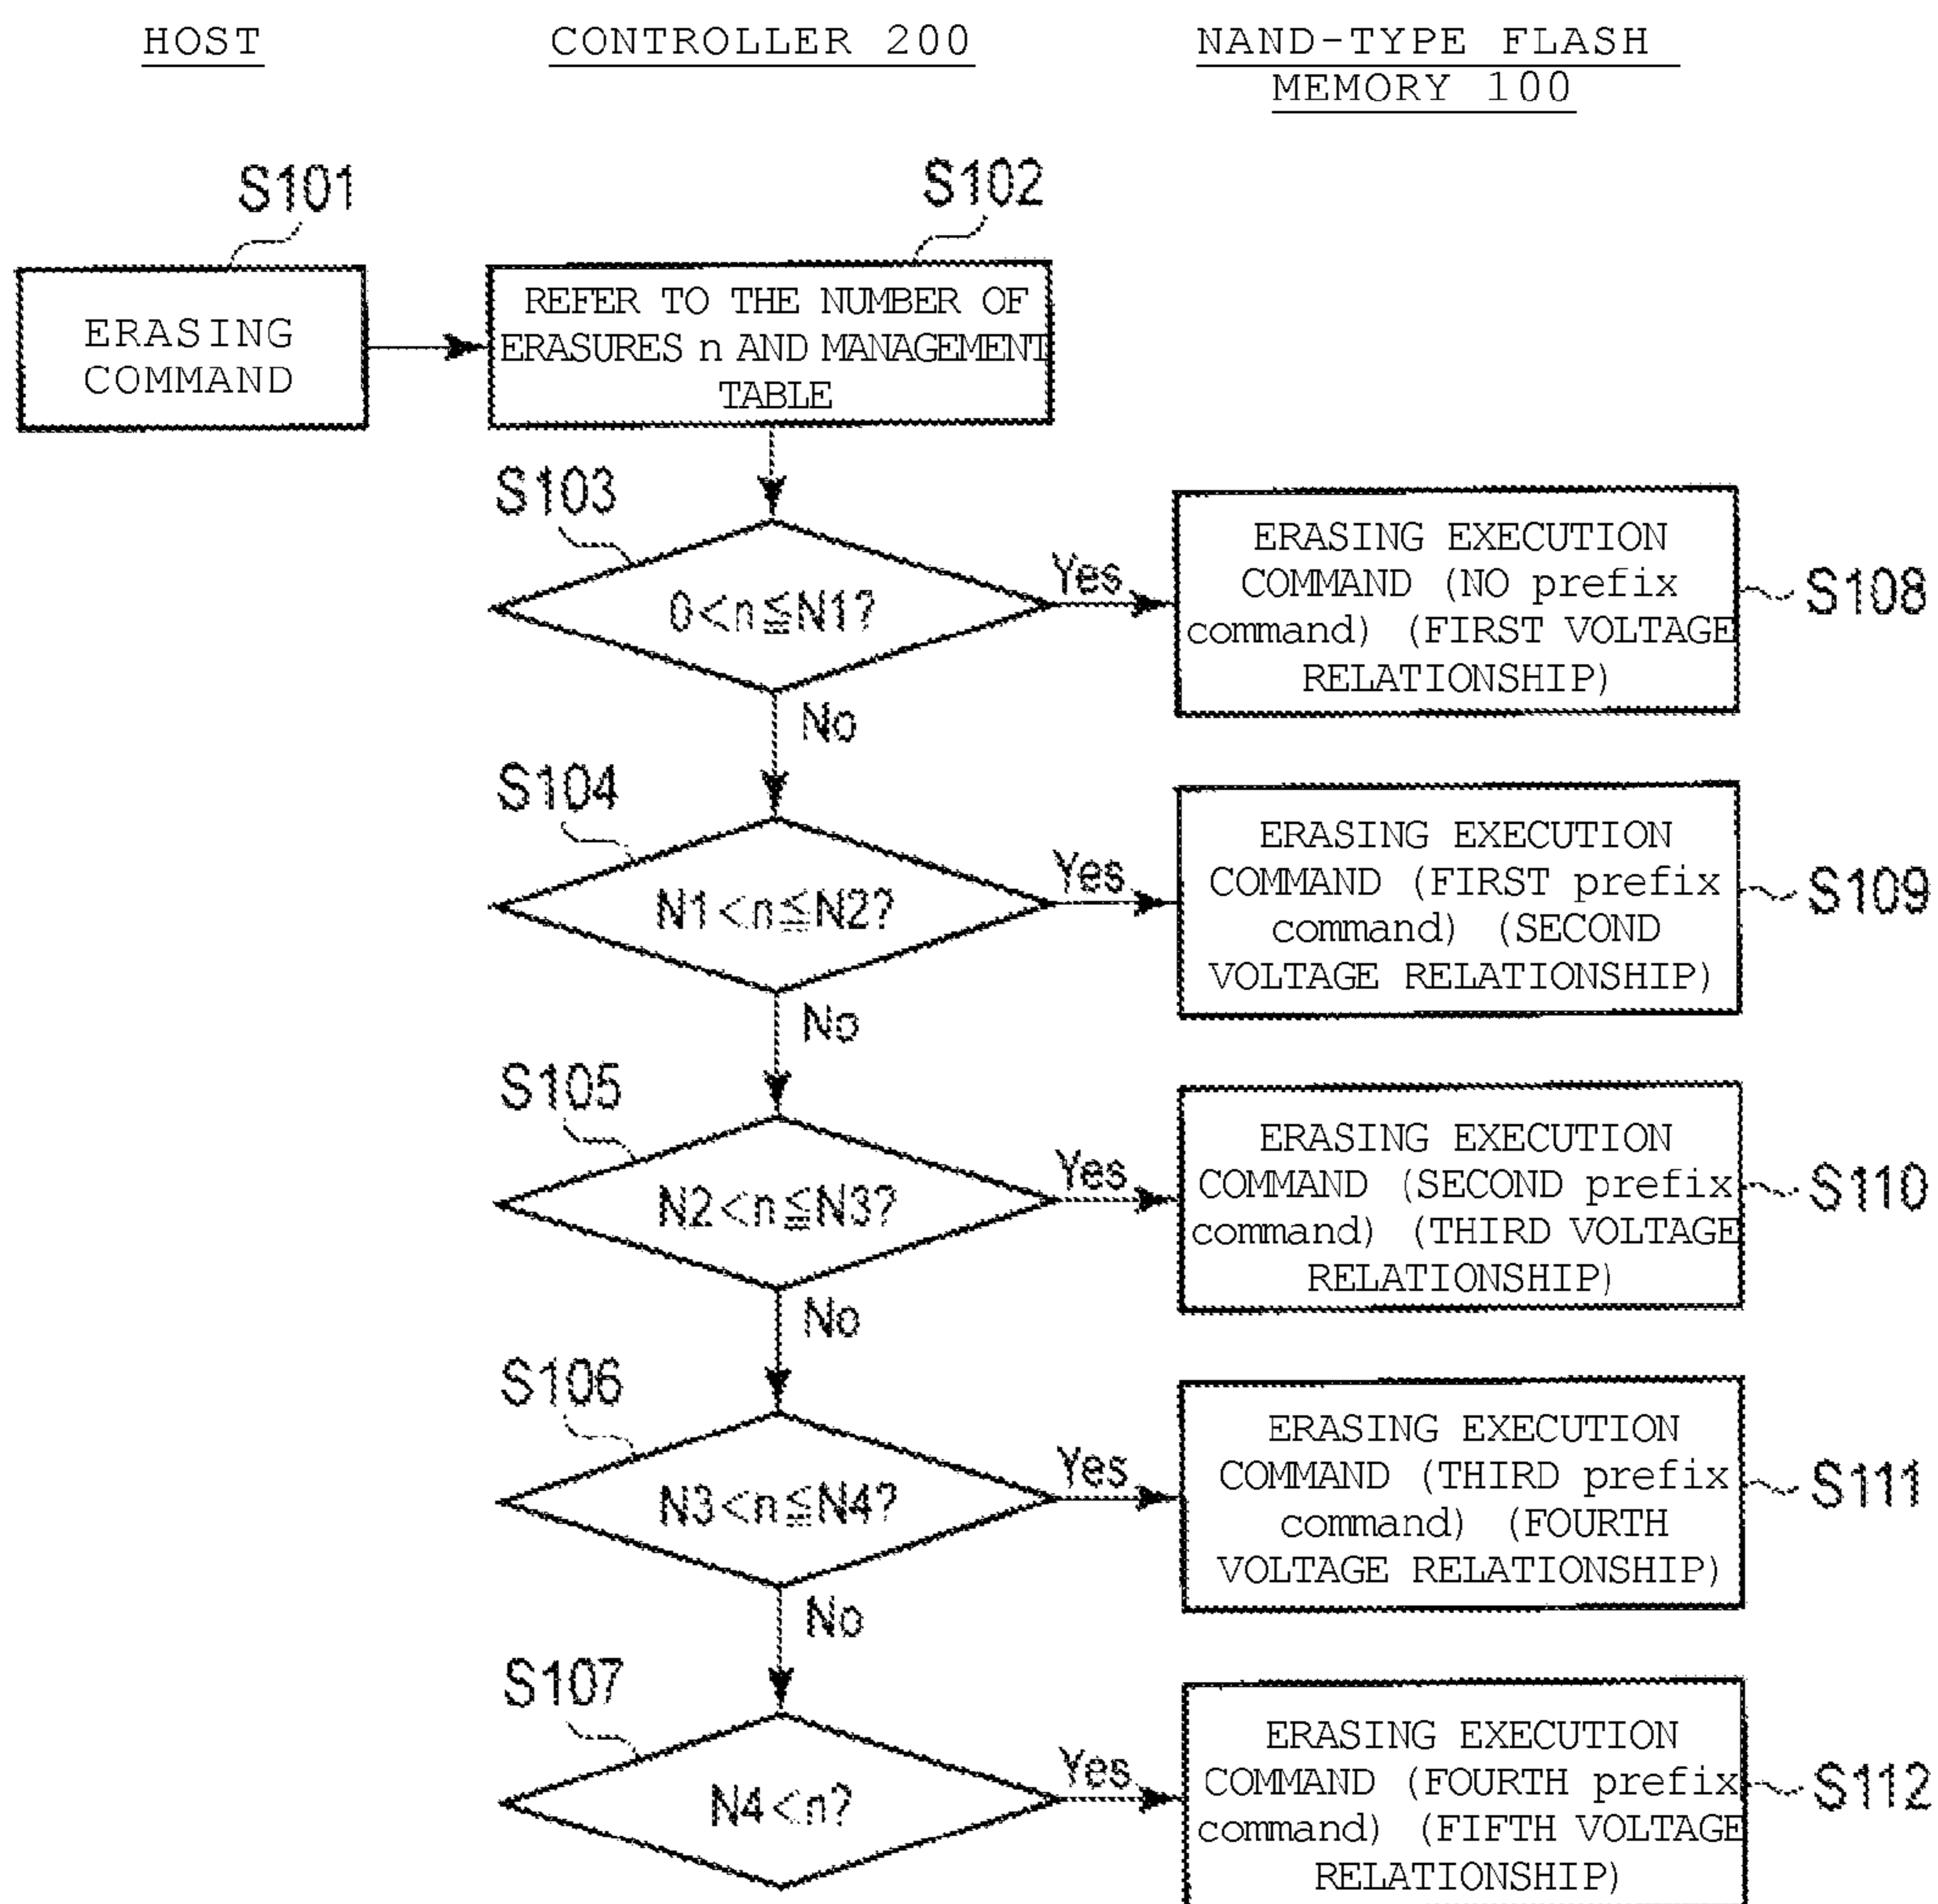 HOST
CONTROLLER 200
NAND-TYPE FLASH
MEMORY 100
S101
S102
ERASING
COMMAND
REFER TO THE NUMBER OF
ERASURES n AND MANAGEMENT
TABLE
S103
0<n≦N1?
Yes
No
ERASING EXECUTION
COMMAND (NO prefix
command) (FIRST VOLTAGE
RELATIONSHIP)
S108
S104
N1<n≦N2?
Yes
No
ERASING EXECUTION
COMMAND (FIRST prefix
command) (SECOND
VOLTAGE RELATIONSHIP)
S109
S105
N2<n≦N3?
Yes
No
ERASING EXECUTION
COMMAND (SECOND prefix
command) (THIRD VOLTAGE
RELATIONSHIP)
S110
S106
N3<n≦N4?
Yes
No
ERASING EXECUTION
COMMAND (THIRD prefix
command) (FOURTH
VOLTAGE RELATIONSHIP)
S111
S107
N4<n?
Yes
ERASING EXECUTION
COMMAND (FOURTH prefix
command) (FIFTH VOLTAGE
RELATIONSHIP)
S112